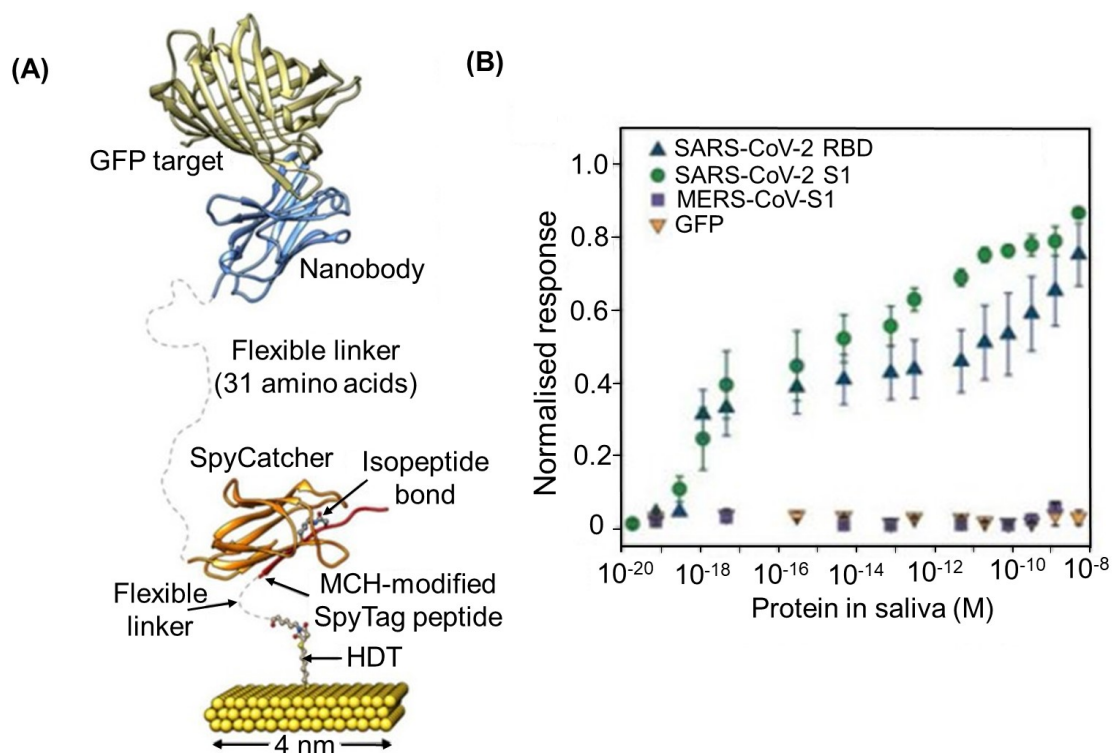 (A)
GFP target
Nanobody
Flexible linker
(31 amino acids)
SpyCatcher
Isopeptide
bond
Flexible
linker
MCH-modified
SpyTag peptide
HDT
4 nm
(B)
SARS-CoV-2 RBD
SARS-CoV-2 S1
MERS-CoV-S1
GFP
Normalised response
1.0
0.8
0.6
0.4
0.2
0
10-20
10-18
10-16
10-14
10-12
10-10
10-8
Protein in saliva (M)